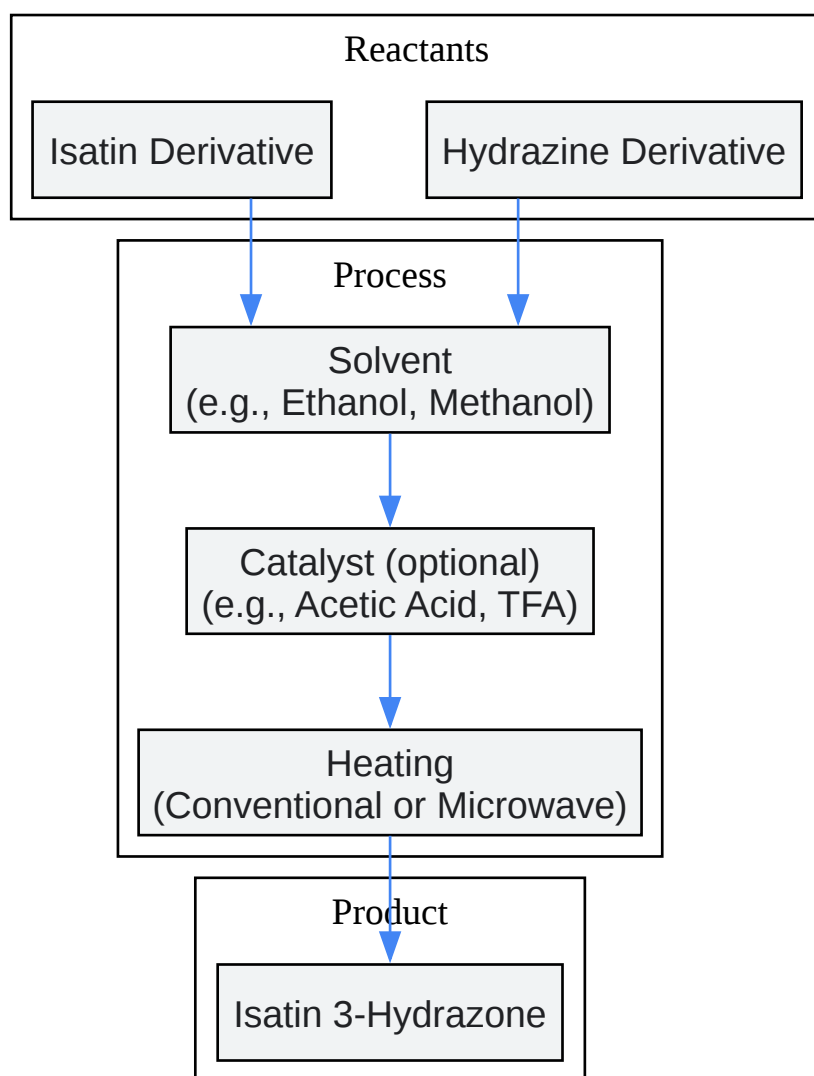 Reactants
Isatin Derivative
Hydrazine Derivative
Process
Solvent
(e.g., Ethanol, Methanol)
Catalyst (optional)
(e.g., Acetic Acid, TFA)
Heating
(Conventional or Microwave)
Product
Isatin 3-Hydrazone